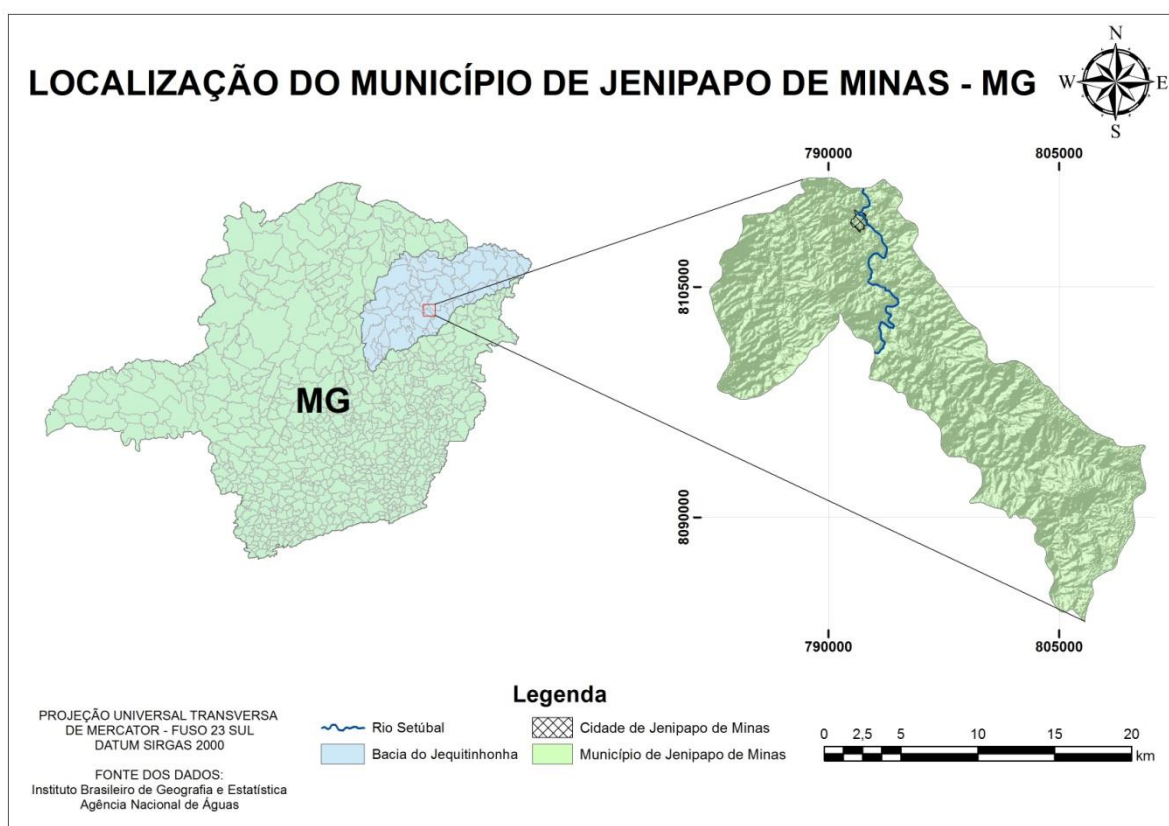 LOCALIZAÇÃO DO MUNICÍPIO DE JENIPAPO DE MINAS - MG
N
W E
S
790000 805000
8105000
MG
8090000
790000 805000
Legenda
PROJEÇÃO UNIVERSAL TRANSVERSA
DE MERCATOR - FUSO 23 SUL
DATUM SIRGAS 2000
FONTE DOS DADOS:
Instituto Brasileiro de Geografia e Estatística
Agência Nacional de Águas
Rio Setúbal
Bacia do Jequitinhonha
Cidade de Jenipapo de Minas
Município de Jenipapo de Minas
0 2,5 5 10 15 20
km